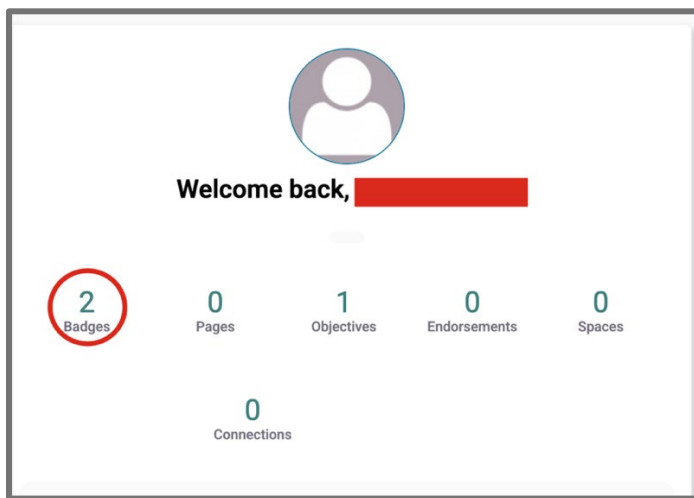 Welcome back,
2 0 1 0 0
Badges Pages Objectives Endorsements Spaces
0
Connections